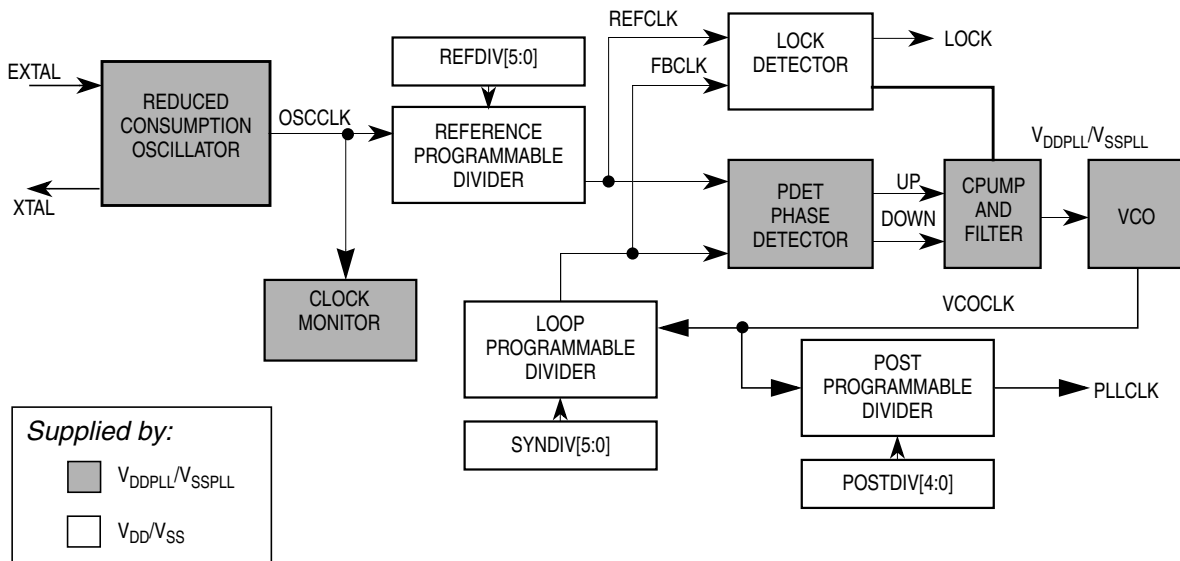 REFCLK
REFDIV[5:0]
LOCK
DETECTOR
LOCK
EXTAL
REDUCED
CONSUMPTION
OSCILLATOR
OSCCLK
FBCLK
REFERENCE
PROGRAMMABLE
DIVIDER
XTAL
PDET
PHASE
DETECTOR
UP
DOWN
CPUMP
AND
FILTER
VDDPLL/VSSPLL
VCO
CLOCK
MONITOR
LOOP
PROGRAMMABLE
DIVIDER
VCOCLK
POST
PROGRAMMABLE
DIVIDER
PLLCLK
SYNDIV[5:0]
POSTDIV[4:0]
Supplied by:
VDDPLL/VSSPLL
VDD/VSS